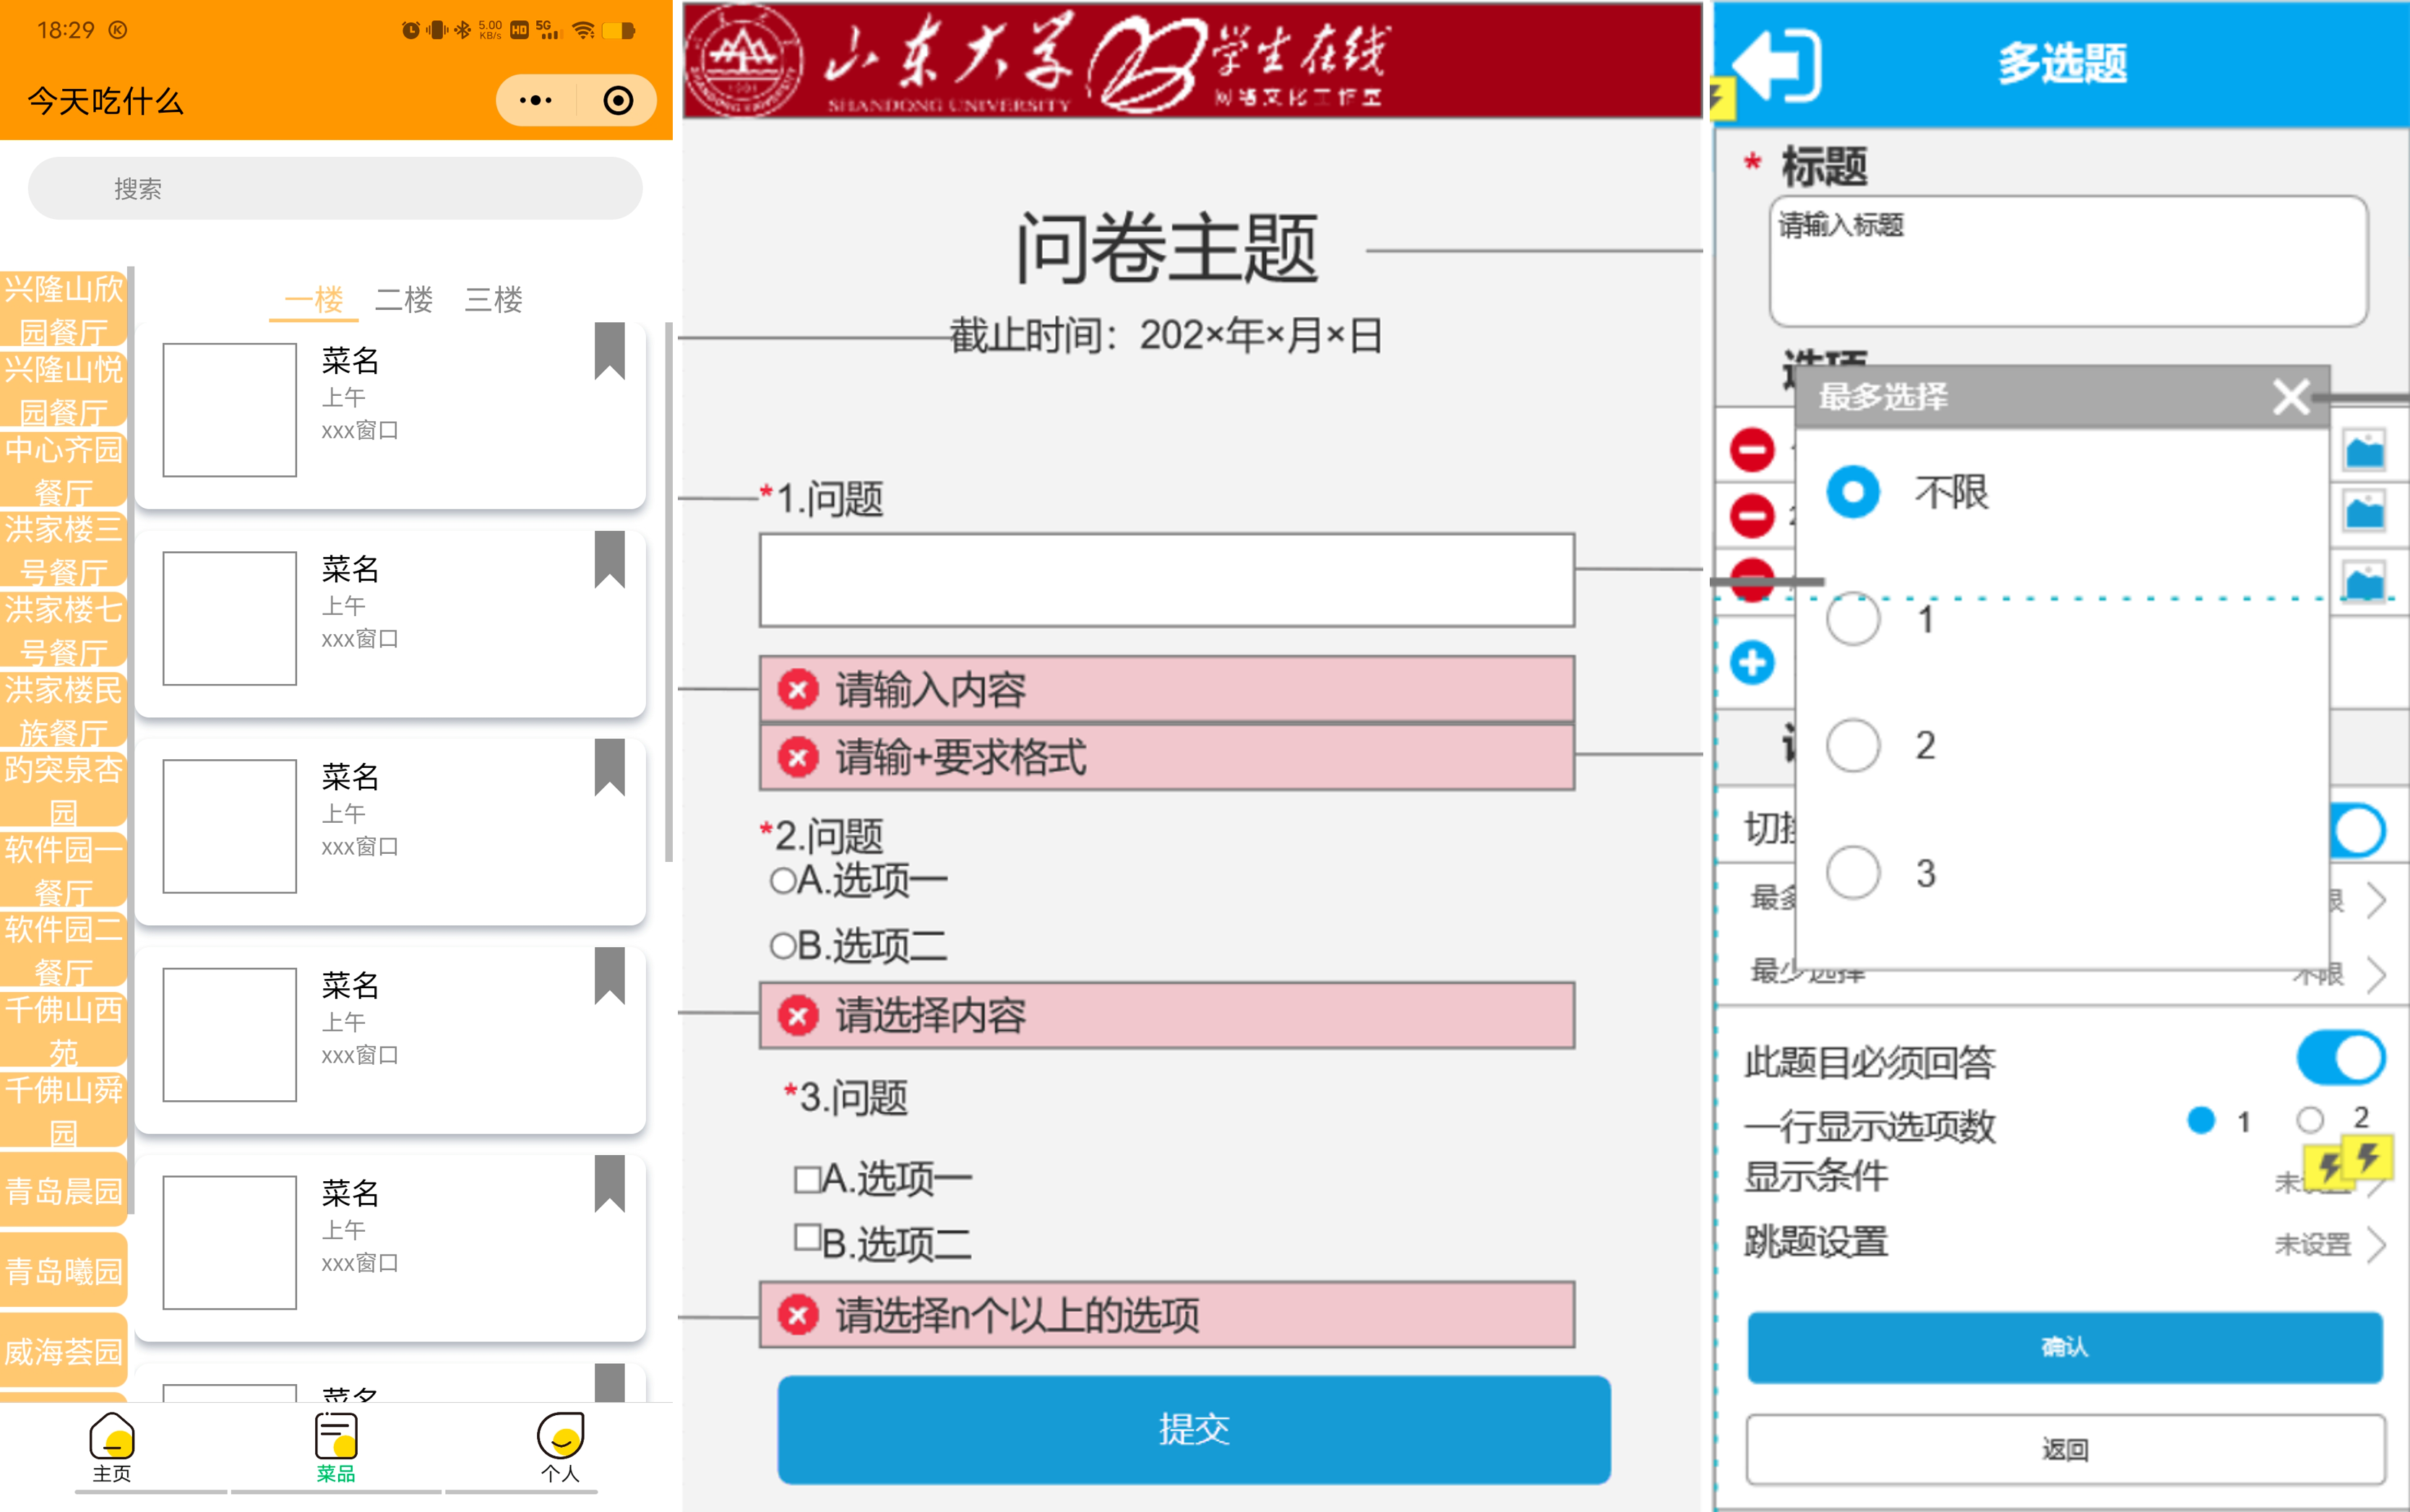 18:29
5.00
KB/s
HD
5G
今天吃什么
搜索
兴隆山欣
园餐厅
兴隆山悦
园餐厅
中心齐园
餐厅
洪家楼三
号餐厅
洪家楼七
号餐厅
洪家楼民
族餐厅
趵突泉杏
园
软件园一
餐厅
软件园二
餐厅
千佛山西
苑
千佛山舜
园
青岛晨园
青岛曦园
威海荟园
一楼 二楼 三楼
菜名
上午
xxx窗口
菜名
上午
xxx窗口
菜名
上午
xxx窗口
菜名
上午
xxx窗口
菜名
上午
xxx窗口
菜名
主页 菜品 个人
山东大学
SHANDONG UNIVERSITY
学生在线
网络文化工作室
问卷主题
截止时间：202×年×月×日
*1.问题
请输入内容
请输+要求格式
*2.问题
A.选项一
B.选项二
请选择内容
*3.问题
A.选项一
B.选项二
请选择n个以上的选项
提交
多选题
* 标题
请输入标题
选项
最多选择
不限
1
2
3
切换
最多 限
最少选择 不限
此题目必须回答
一行显示选项数 1 2
显示条件
跳题设置 未设置
确认
返回